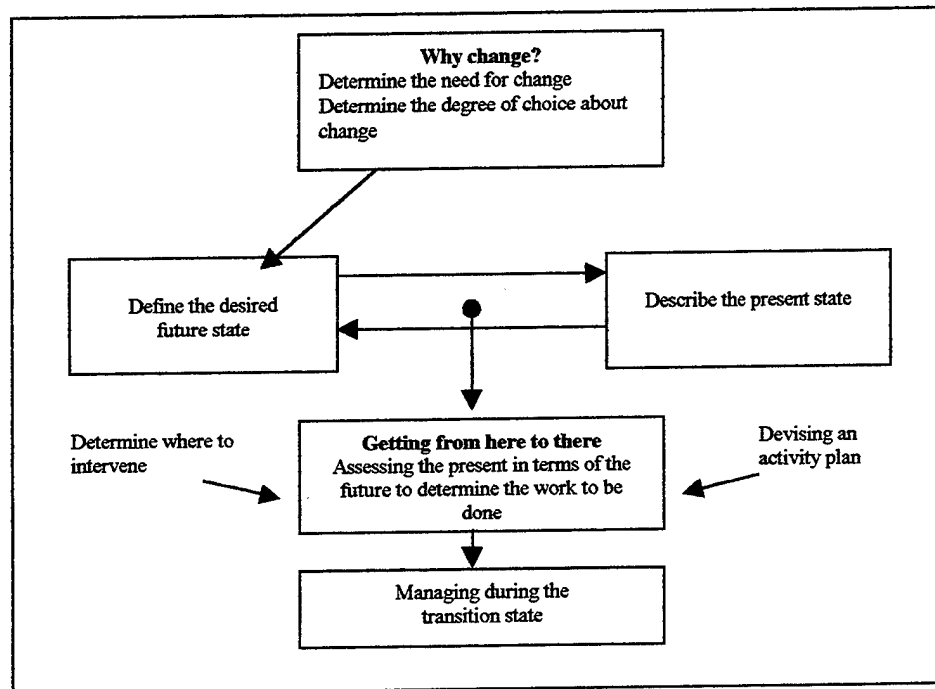 Why change?
Determine the need for change
Determine the degree of choice about
change
Define the desired
future state
Describe the present state
Determine where to
intervene
Getting from here to there
Assessing the present in terms of the
future to determine the work to be
done
Devising an
activity plan
Managing during the
transition state